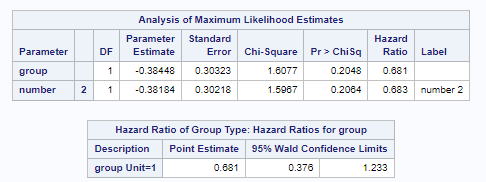 Analysis of Maximum Likelihood Estimates
Parameter DF Parameter Estimate Standard Error Chi-Square Pr > ChiSq Hazard Ratio Label
group 1 -0.38448 0.30323 1.6077 0.2048 0.681
number 2 1 -0.38184 0.30218 1.5967 0.2064 0.683 number 2
Hazard Ratio of Group Type: Hazard Ratios for group
Description Point Estimate 95% Wald Confidence Limits
group Unit=1 0.681 0.376 1.233